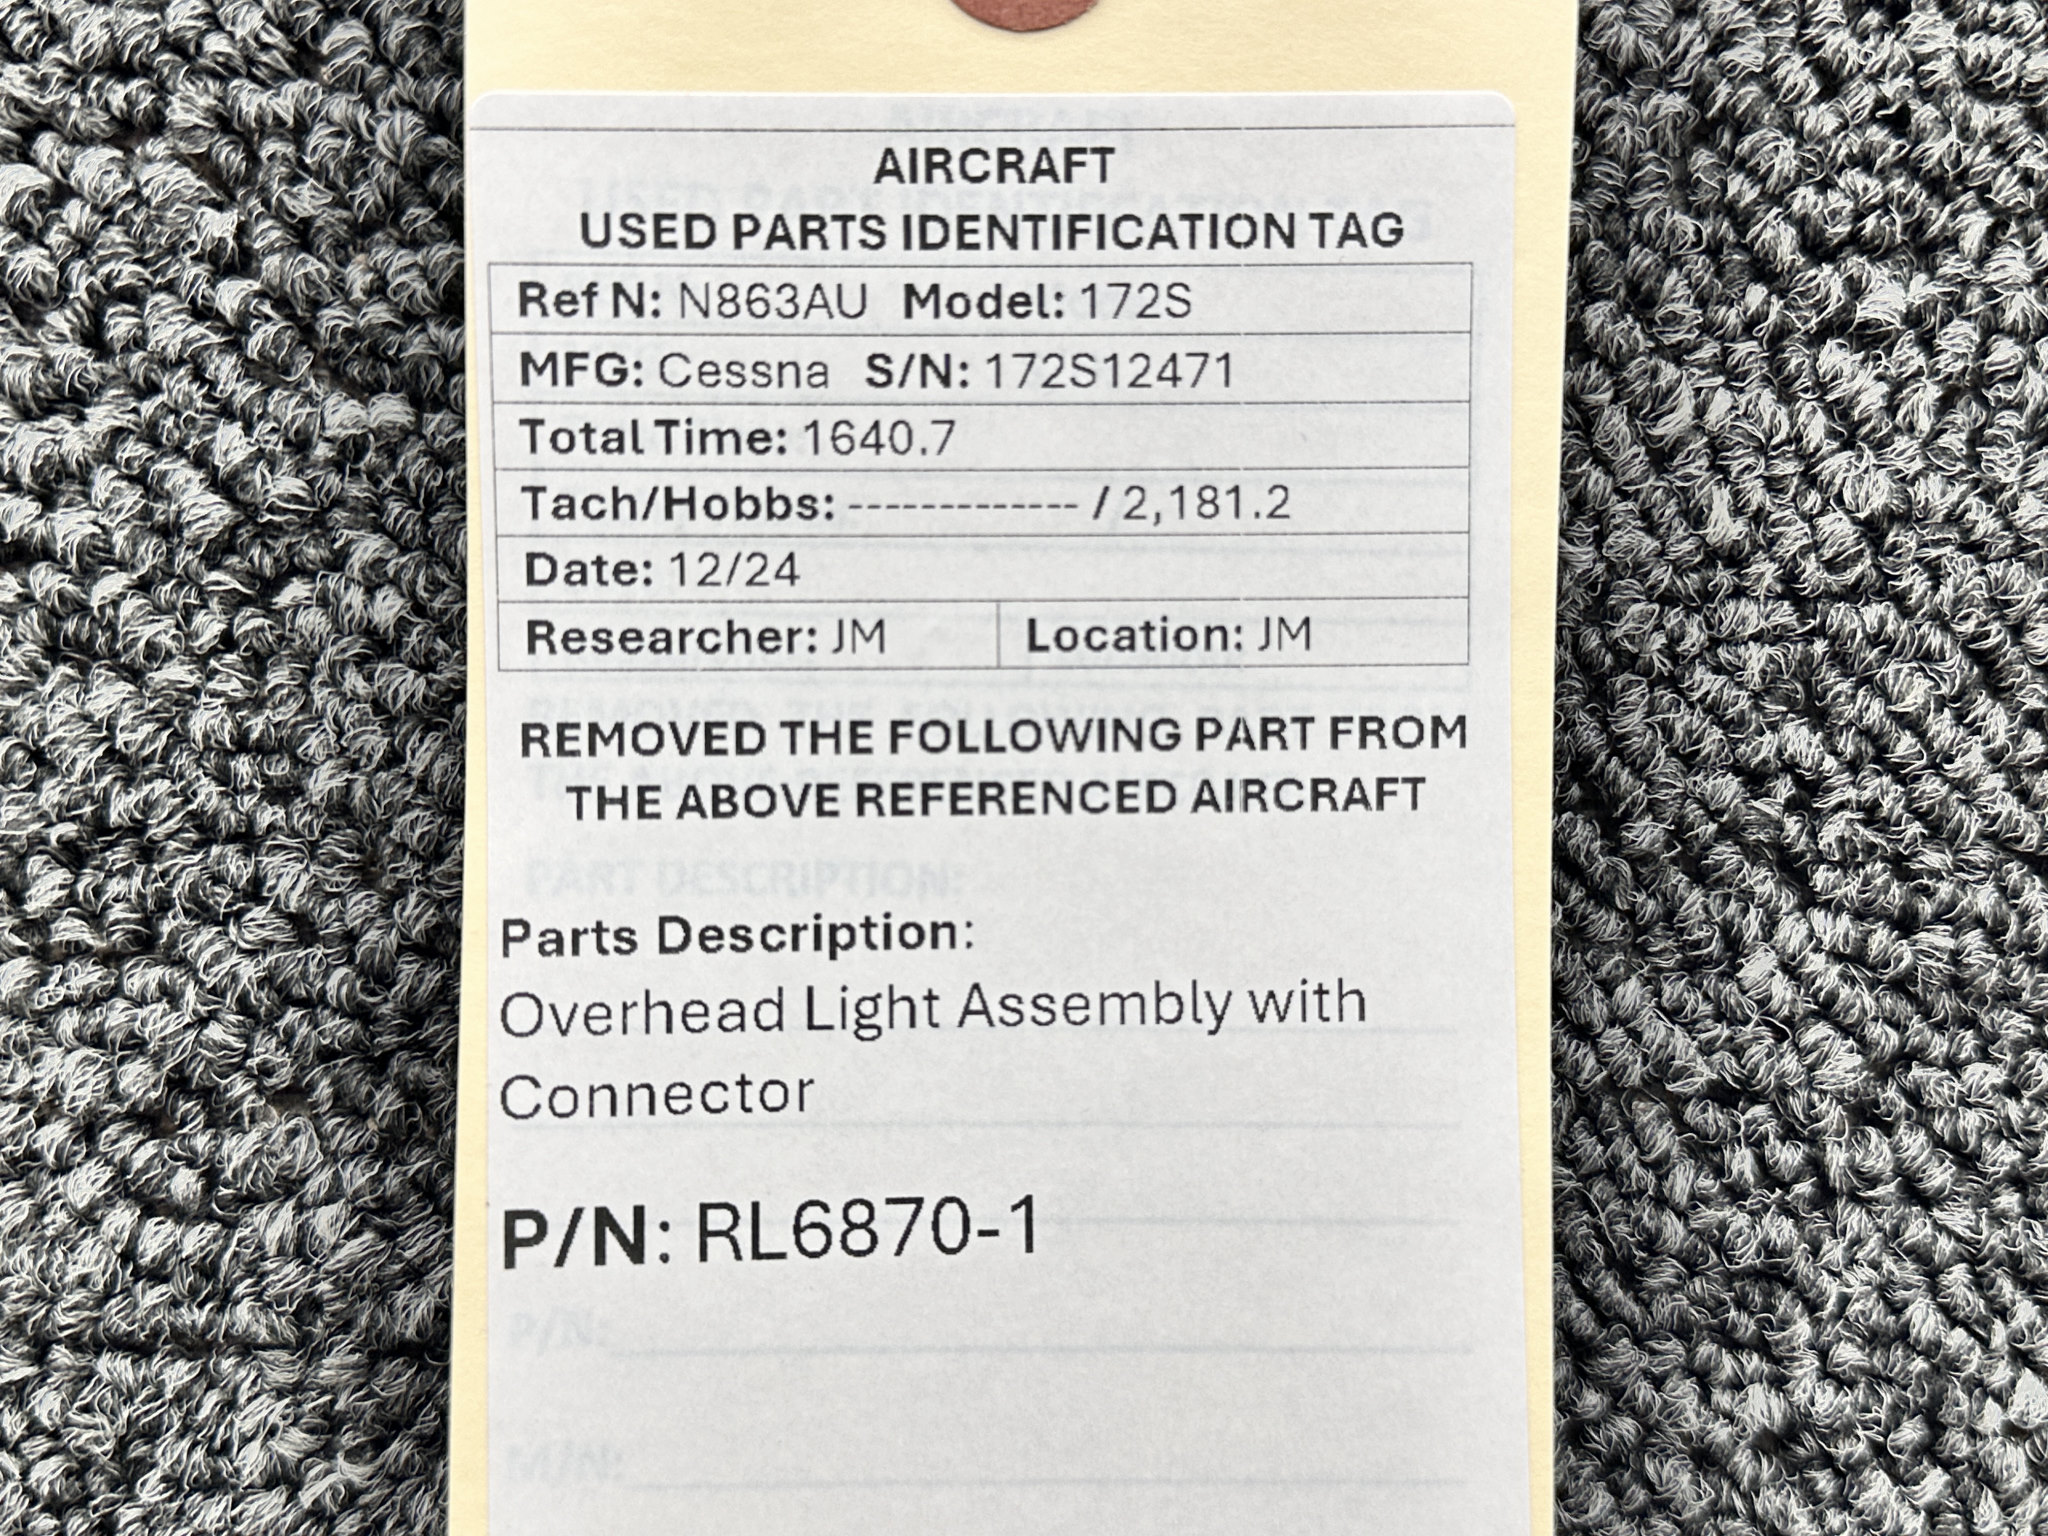 AIRCRAFT
USED PARTS IDENTIFICATION TAG
Ref N: N863AU Model: 172S
MFG: Cessna S/N: 172S12471
Total Time: 1640.7
Tach/Hobbs: ------------- / 2,181.2
Date: 12/24
Researcher: JM Location: JM
REMOVED THE FOLLOWING PART FROM
THE ABOVE REFERENCED AIRCRAFT
PART DESCRIPTION:
Parts Description:
Overhead Light Assembly with
Connector
P/N: RL6870-1
P/N:
M/N: